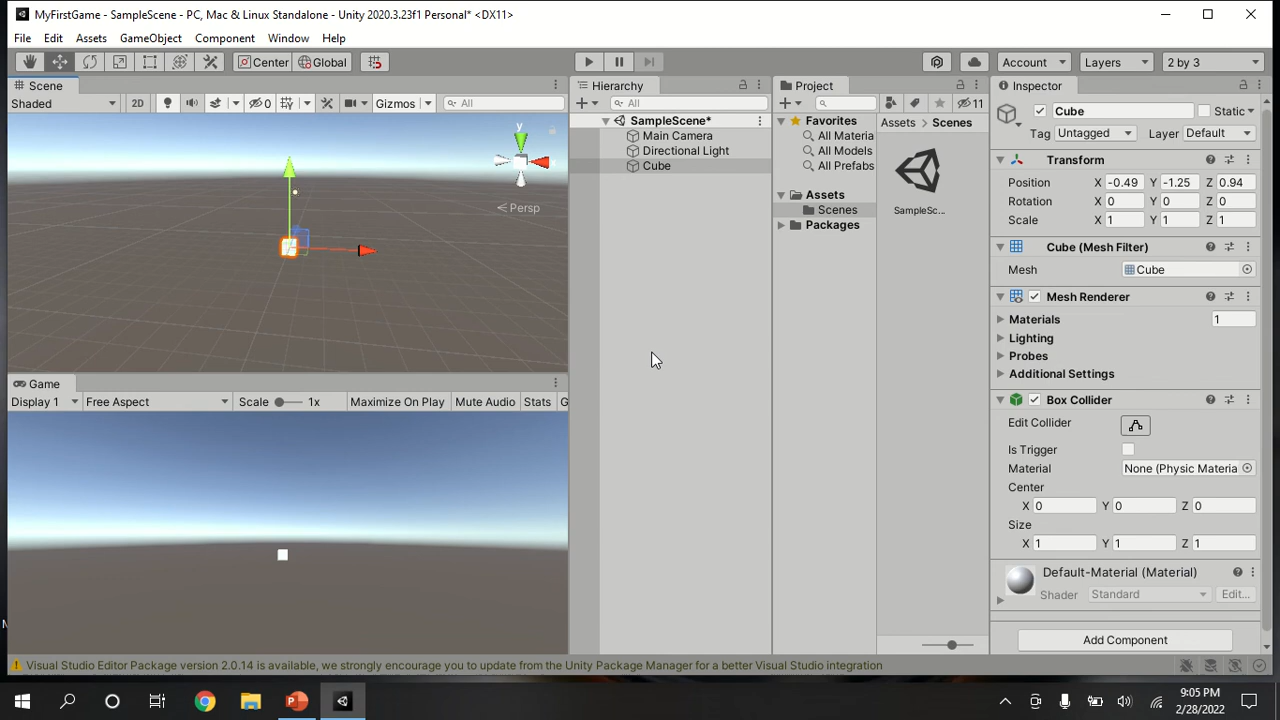 MyFirstGame - SampleScene - PC, Mac & Linux Standalone - Unity 2020.3.23f1 Personal* <DX11>
File Edit Assets GameObject Component Window Help
Center Global Account Layers 2 by 3
Scene
Shaded 2D 0 Gizmos All
y
Persp
Game
Display 1 Free Aspect Scale 1x Maximize On Play Mute Audio Stats G
Hierarchy
All
SampleScene*
Main Camera
Directional Light
Cube
Project
11
Favorites
All Materia
All Models
All Prefabs
Assets
Scenes
Packages
Assets Scenes
SampleSc...
Inspector
Cube Static
Tag Untagged Layer Default
Transform
Position X -0.49 Y -1.25 Z 0.94
Rotation X 0 Y 0 Z 0
Scale X 1 Y 1 Z 1
Cube (Mesh Filter)
Mesh Cube
Mesh Renderer
Materials 1
Lighting
Probes
Additional Settings
Box Collider
Edit Collider
Is Trigger
Material None (Physic Materia
Center
X 0 Y 0 Z 0
Size
X 1 Y 1 Z 1
Default-Material (Material)
Shader Standard Edit...
Add Component
Visual Studio Editor Package version 2.0.14 is available, we strongly encourage you to update from the Unity Package Manager for a better Visual Studio integration
9:05 PM
2/28/2022